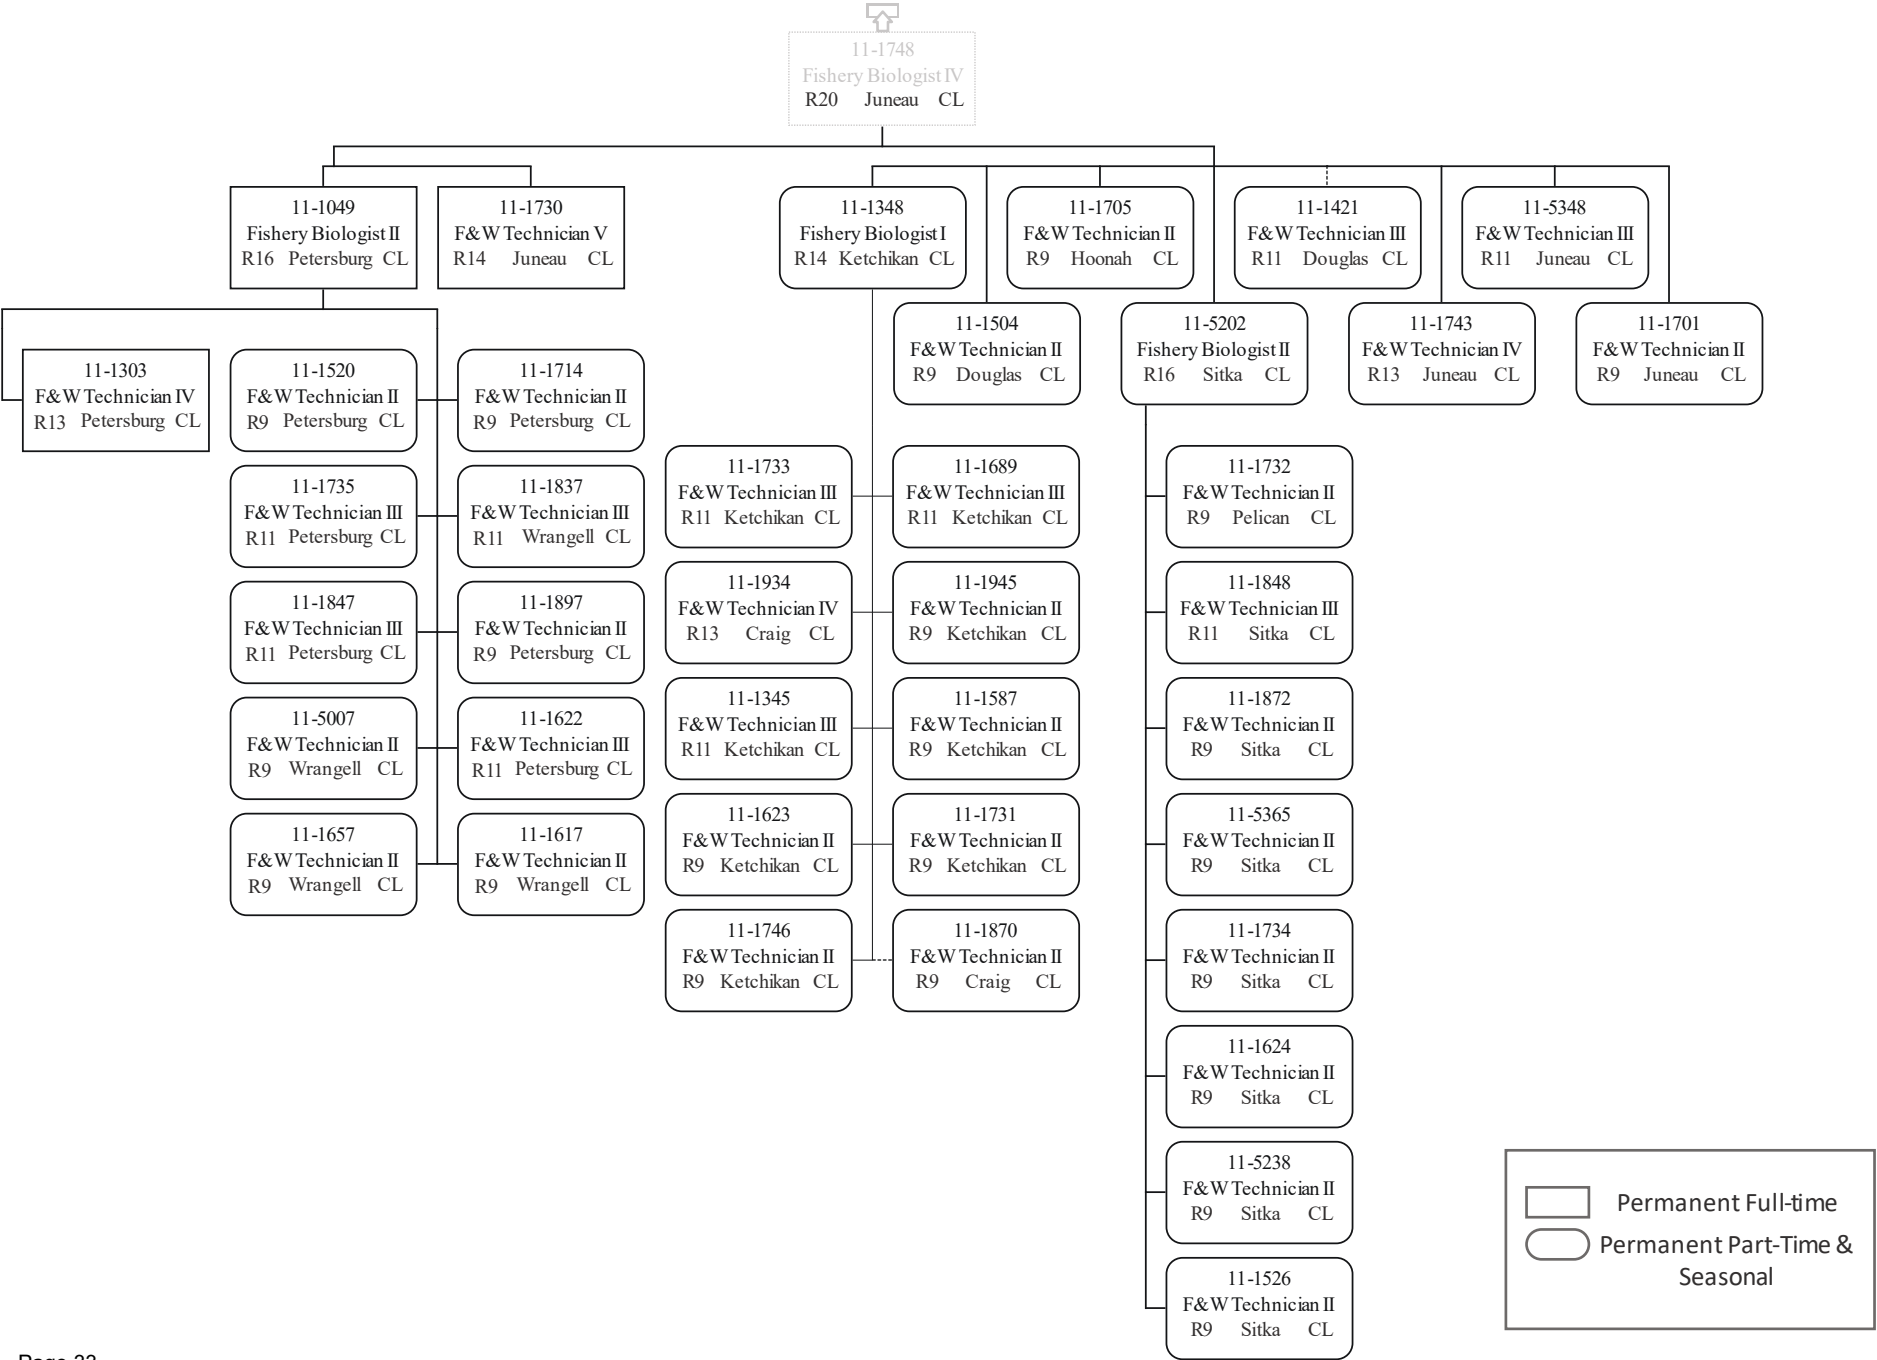 11-1748
Fishery Biologist IV
R20 Juneau CL
11-1049
Fishery Biologist II
R16 Petersburg CL
11-1730
F&W Technician V
R14 Juneau CL
11-1348
Fishery Biologist I
R14 Ketchikan CL
11-1705
F&W Technician II
R9 Hoonah CL
11-1421
F&W Technician III
R11 Douglas CL
11-5348
F&W Technician III
R11 Juneau CL
11-1504
F&W Technician II
R9 Douglas CL
11-5202
Fishery Biologist II
R16 Sitka CL
11-1743
F&W Technician IV
R13 Juneau CL
11-1701
F&W Technician II
R9 Juneau CL
11-1303
F&W Technician IV
R13 Petersburg CL
11-1520
F&W Technician II
R9 Petersburg CL
11-1714
F&W Technician II
R9 Petersburg CL
11-1735
F&W Technician III
R11 Petersburg CL
11-1837
F&W Technician III
R11 Wrangell CL
11-1847
F&W Technician III
R11 Petersburg CL
11-1897
F&W Technician II
R9 Petersburg CL
11-5007
F&W Technician II
R9 Wrangell CL
11-1622
F&W Technician III
R11 Petersburg CL
11-1657
F&W Technician II
R9 Wrangell CL
11-1617
F&W Technician II
R9 Wrangell CL
11-1733
F&W Technician III
R11 Ketchikan CL
11-1689
F&W Technician III
R11 Ketchikan CL
11-1934
F&W Technician IV
R13 Craig CL
11-1945
F&W Technician II
R9 Ketchikan CL
11-1345
F&W Technician III
R11 Ketchikan CL
11-1587
F&W Technician II
R9 Ketchikan CL
11-1623
F&W Technician II
R9 Ketchikan CL
11-1731
F&W Technician II
R9 Ketchikan CL
11-1746
F&W Technician II
R9 Ketchikan CL
11-1870
F&W Technician II
R9 Craig CL
11-1732
F&W Technician II
R9 Pelican CL
11-1848
F&W Technician III
R11 Sitka CL
11-1872
F&W Technician II
R9 Sitka CL
11-5365
F&W Technician II
R9 Sitka CL
11-1734
F&W Technician II
R9 Sitka CL
11-1624
F&W Technician II
R9 Sitka CL
11-5238
F&W Technician II
R9 Sitka CL
11-1526
F&W Technician II
R9 Sitka CL
Permanent Full-time
Permanent Part-Time &
Seasonal
Page